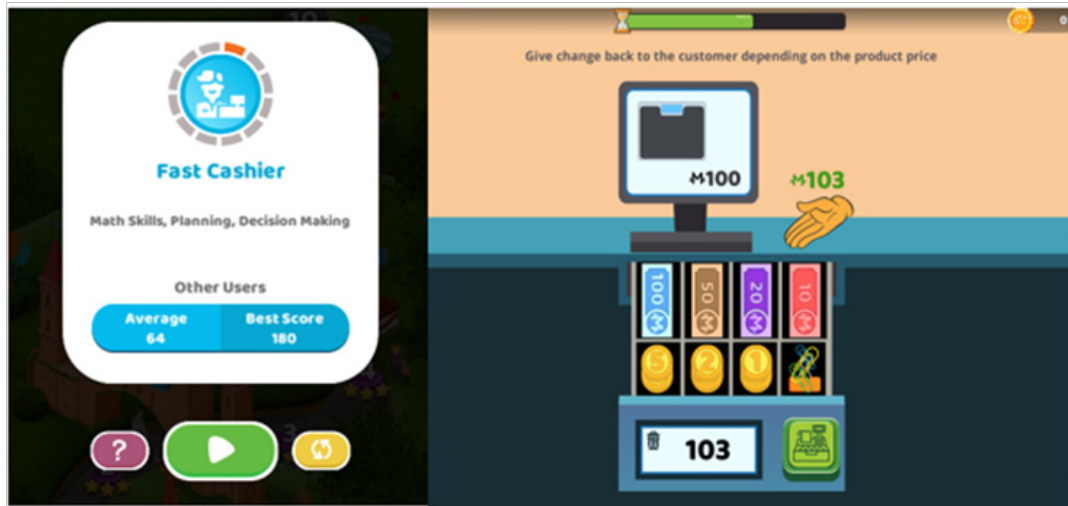 Fast Cashier
Math Skills, Planning, Decision Making
Other Users
Average
Best Score
64
180
?
Give change back to the customer depending on the product price
100
103
100
50
20
10
5
2
1
103